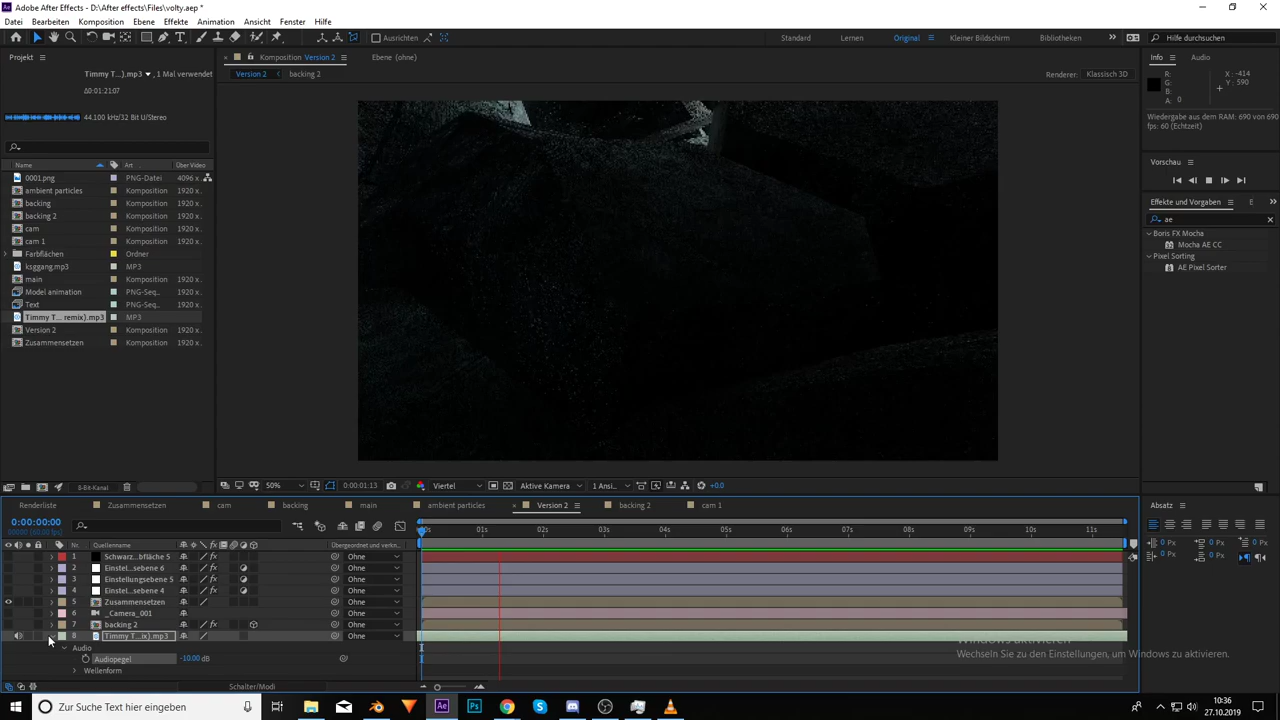 Adobe After Effects - D:\After Effects\Files\volty.aep *
Datei Bearbeiten Komposition Ebene Effekte Animation Ansicht Fenster Hilfe
Ausrichten
Standard Lernen Original Kleiner Bildschirm Bibliotheken Hilfe durchsuchen
Projekt
Timmy T...).mp3 , 1 Mal verwendet
Δ0:01:21:07
44.100 kHz/32 Bit U/Stereo
Name Art Über Video
0001.png PNG-Datei 4096 x
ambient particles Komposition 1920 x
backing Komposition 1920 x
backing 2 Komposition 1920 x
cam Komposition 1920 x
cam 1 Komposition 1920 x
Farbflächen Ordner
ksggang.mp3 MP3
main Komposition 1920 x
Model animation PNG-Seq... 1920 x
Text PNG-Seq... 1920 x
Timmy T... remix).mp3 MP3
Version 2 Komposition 1920 x
Zusammensetzen Komposition 1920 x
8-Bit-Kanal
Komposition Version 2 Ebene (ohne)
Version 2 backing 2
Renderer: Klassisch 3D
50% 0:00:01:13 Viertel Aktive Kamera 1 Ansi... +0.0
Info Audio
R:
G:
B:
A: 0
X : -414
Y : 590
Wiedergabe aus dem RAM: 690 von 690
fps: 60 (Echtzeit)
Vorschau
Effekte und Vorgaben E
ae
Boris FX Mocha
Mocha AE CC
Pixel Sorting
AE Pixel Sorter
Renderliste Zusammensetzen cam backing main ambient particles Version 2 backing 2 cam 1
0:00:00:00
00000 (60.00 fps)
Nr. Quellenname Übergeordnet und verkn...
:00s 01s 02s 03s 04s 05s 06s 07s 08s 09s 10s 11s
1 Schwarz...bfläche 5 Ohne
2 Einstel...sebene 6 Ohne
3 Einstellungsebene 5 Ohne
4 Einstel...sebene 4 Ohne
5 Zusammensetzen Ohne
6 _Camera_001 Ohne
7 backing 2 Ohne
8 Timmy T...ix).mp3 Ohne
Audio
Audiopegel -10.00 dB
Wellenform
Schalter/Modi
Absatz
0 Px 0 Px
0 Px 0 Px
0 Px
Windows aktivieren
Wechseln Sie zu den Einstellungen, um Windows zu aktivieren.
Zur Suche Text hier eingeben
Ae Ps
10:36
27.10.2019